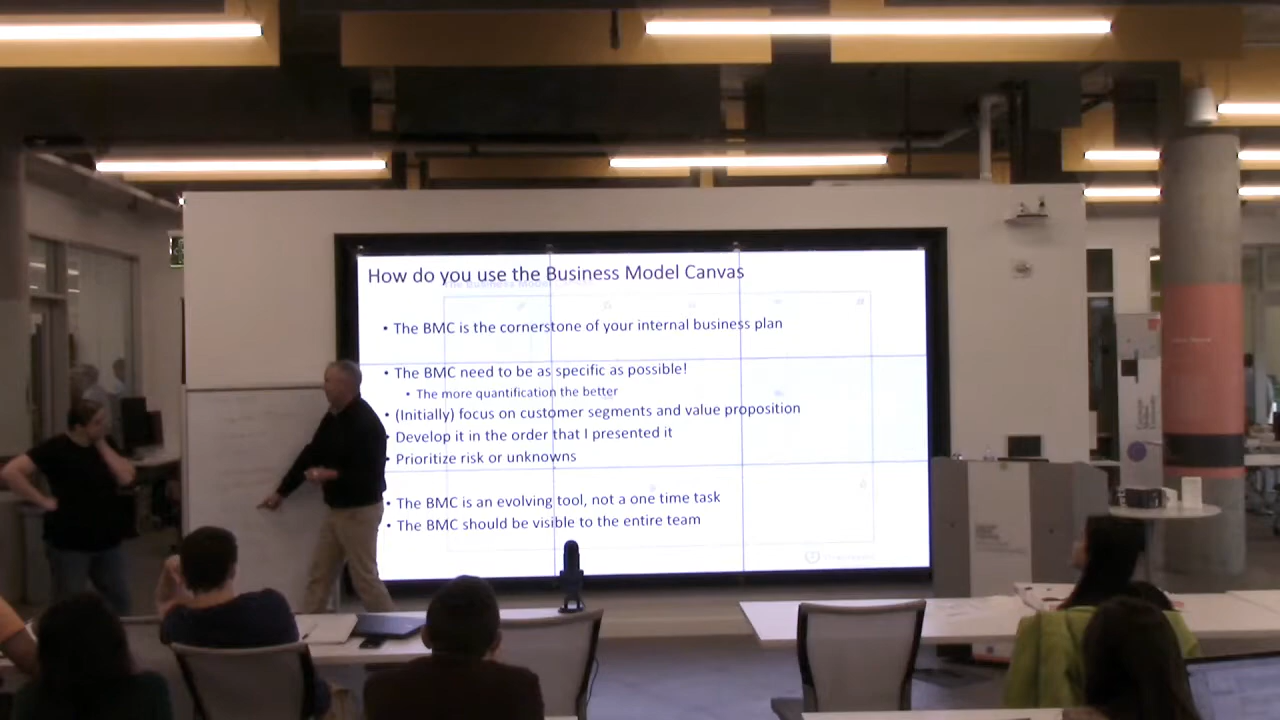 How do you use the Business Model Canvas
• The BMC is the cornerstone of your internal business plan
• The BMC need to be as specific as possible!
• The more quantification the better
• (Initially) focus on customer segments and value proposition
• Develop it in the order that I presented it
• Prioritize risk or unknowns
• The BMC is an evolving tool, not a one time task
• The BMC should be visible to the entire team